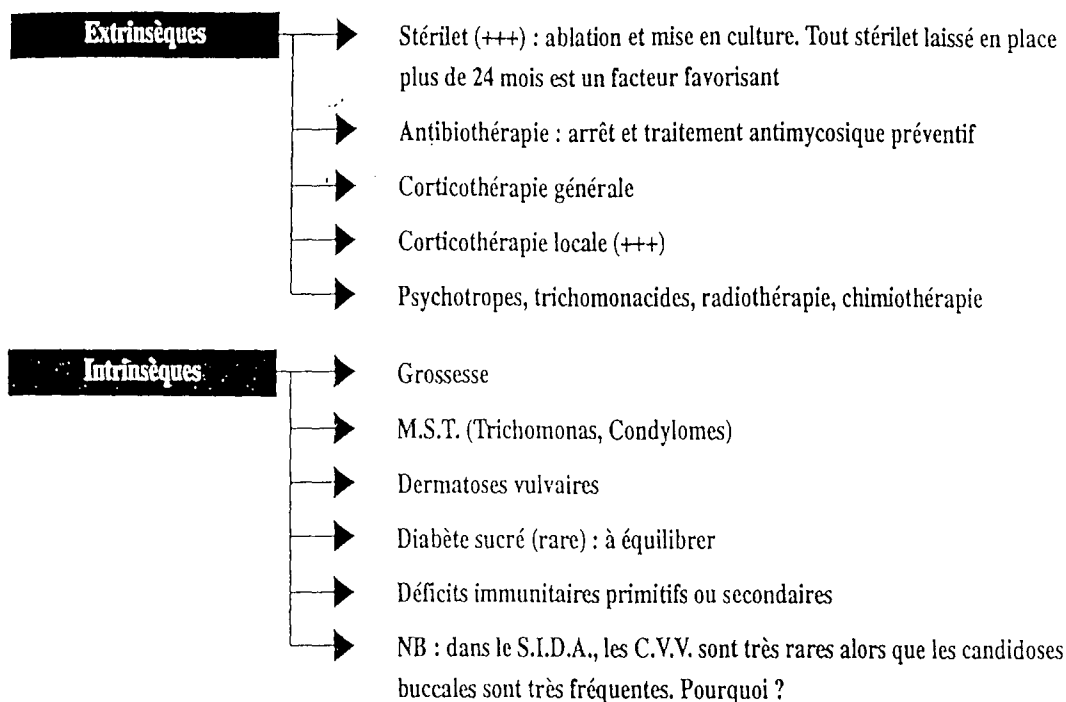 Extrinsèques
Stérilet (+++) : ablation et mise en culture. Tout stérilet laissé en place
plus de 24 mois est un facteur favorisant
Antibiothérapie : arrêt et traitement antimycosique préventif
Corticothérapie générale
Corticothérapie locale (+++)
Psychotropes, trichomonacides, radiothérapie, chimiothérapie
Intrinsèques
Grossesse
M.S.T. (Trichomonas, Condylomes)
Dermatoses vulvaires
Diabète sucré (rare) : à équilibrer
Déficits immunitaires primitifs ou secondaires
NB : dans le S.I.D.A., les C.V.V. sont très rares alors que les candidoses
buccales sont très fréquentes. Pourquoi ?